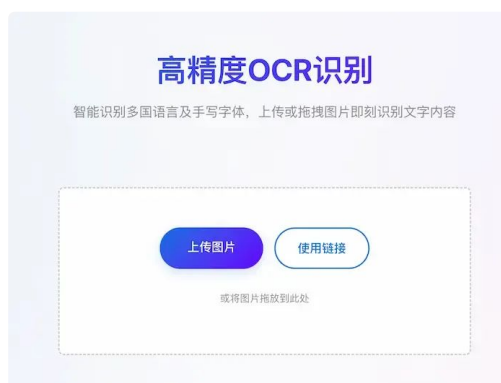 高精度OCR识别
智能识别多国语言及手写字体，上传或拖拽图片即刻识别文字内容
上传图片
使用链接
或将图片拖放到此处